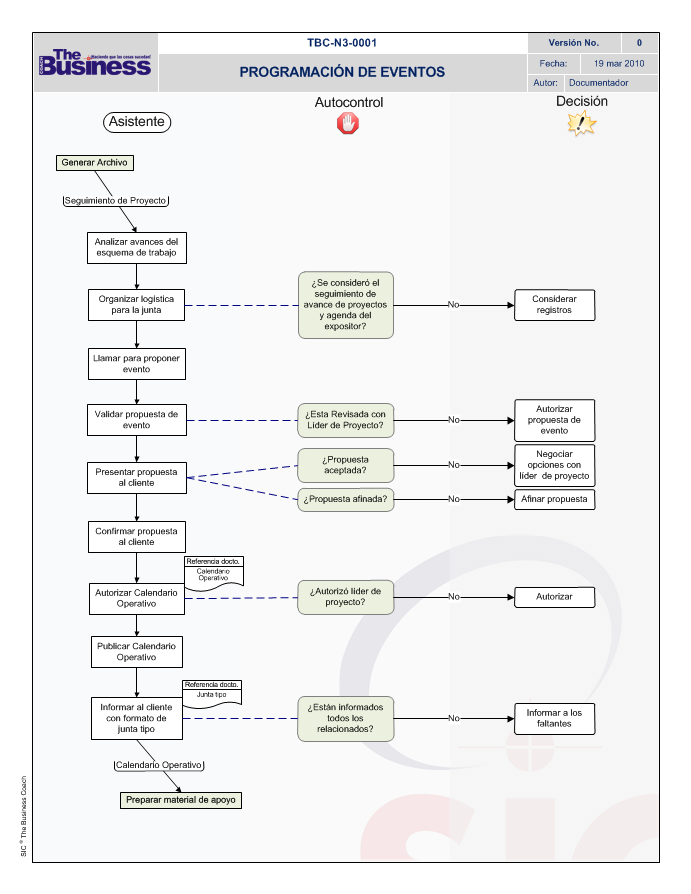 TBC-N3-0001
Versión No. 0
The
Haciendo que las cosas sucedan!
Business
COACH
PROGRAMACIÓN DE EVENTOS
Fecha: 19 mar 2010
Autor: Documentador
Autocontrol
Decisión
Asistente
Generar Archivo
Seguimiento de Proyecto
Analizar avances del
esquema de trabajo
Organizar logística
para la junta
¿Se consideró el
seguimiento de
avance de proyectos
y agenda del
expositor?
No
Considerar
registros
Llamar para proponer
evento
Validar propuesta de
evento
¿Esta Revisada con
Líder de Proyecto?
No
Autorizar
propuesta de
evento
Presentar propuesta
al cliente
¿Propuesta
aceptada?
No
Negociar
opciones con
líder de proyecto
¿Propuesta afinada?
No
Afinar propuesta
Confirmar propuesta
al cliente
Referencia docto.
Calendario
Operativo
Autorizar Calendario
Operativo
¿Autorizó líder de
proyecto?
No
Autorizar
Publicar Calendario
Operativo
Referencia docto.
Junta tipo
Informar al cliente
con formato de
junta tipo
¿Están informados
todos los
relacionados?
No
Informar a los
faltantes
Calendario Operativo
Preparar material de apoyo
SIC ® The Business Coach
sic